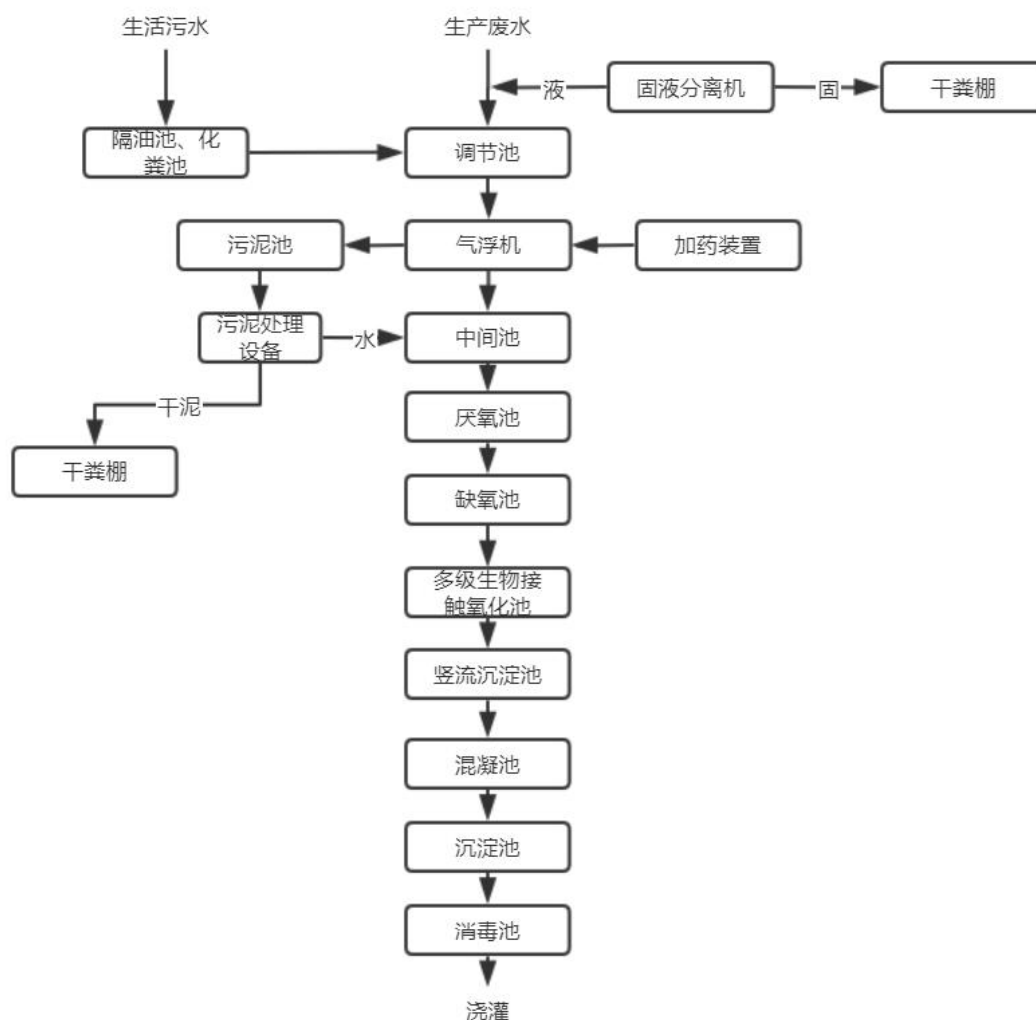 生活污水
生产废水
液
固液分离机
固
干粪棚
隔油池、化
粪池
调节池
污泥池
气浮机
加药装置
污泥处理
设备
水
中间池
干泥
厌氧池
干粪棚
缺氧池
多级生物接
触氧化池
竖流沉淀池
混凝池
沉淀池
消毒池
浇灌